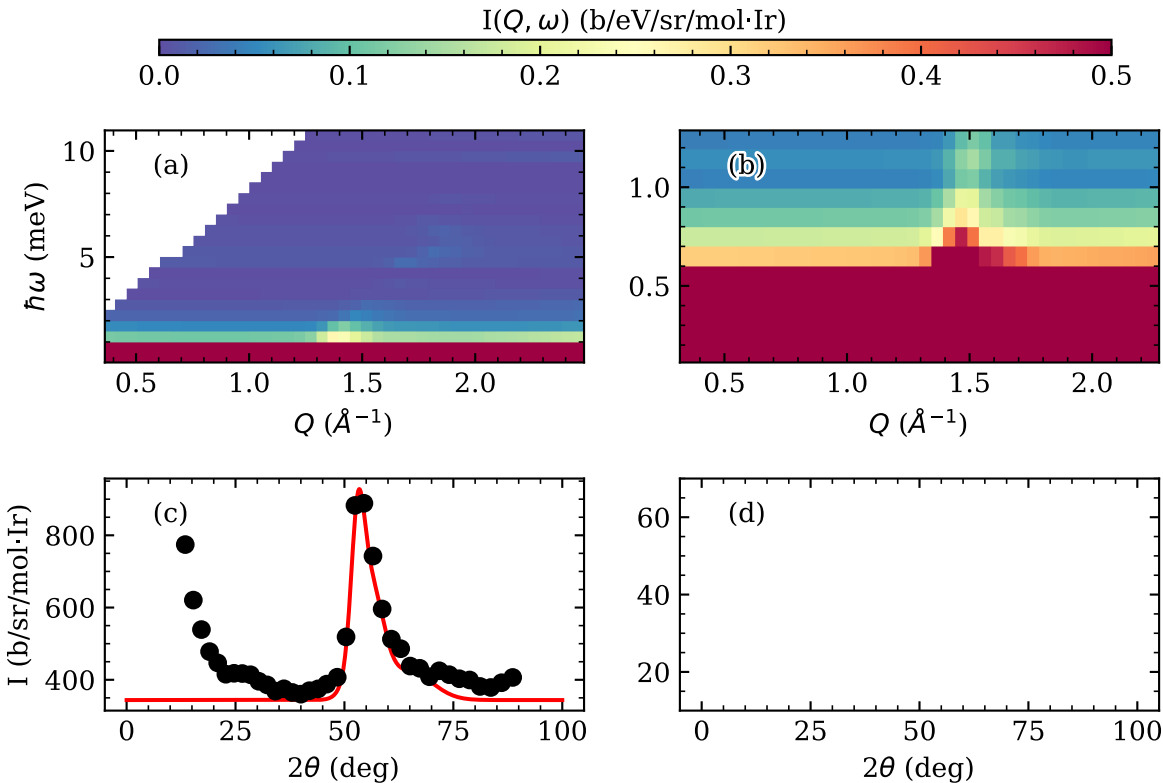 I(Q, ω) (b/eV/sr/mol·Ir)
0.0 0.1 0.2 0.3 0.4 0.5
(a)
10
5
ħω (meV)
0.5 1.0 1.5 2.0
Q (Å⁻¹)
(b)
1.0
0.5
0.5 1.0 1.5 2.0
Q (Å⁻¹)
(c)
800
600
400
I (b/sr/mol·Ir)
0 25 50 75 100
2θ (deg)
(d)
60
40
20
0 25 50 75 100
2θ (deg)